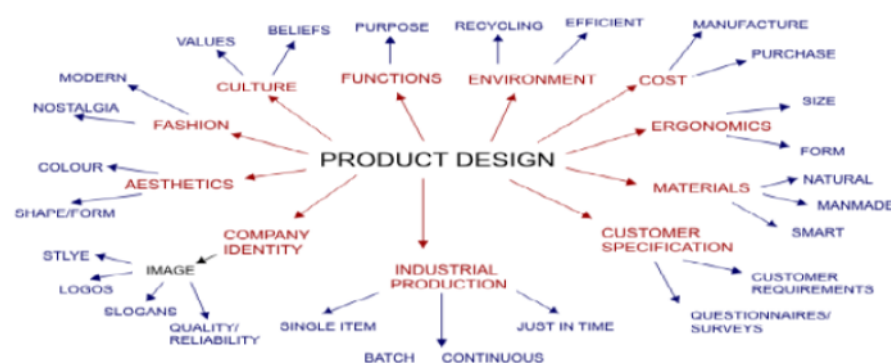 MANUFACTURE
EFFICIENT
RECYCLING
PURPOSE
BELIEFS
VALUES
PURCHASE
MODERN
CULTURE
FUNCTIONS
ENVIRONMENT
COST
NOSTALGIA
SIZE
FASHION
ERGONOMICS
PRODUCT DESIGN
FORM
COLOUR
AESTHETICS
MATERIALS
NATURAL
MANMADE
SHAPE/FORM
SMART
COMPANY
IDENTITY
CUSTOMER
SPECIFICATION
STLYE
IMAGE
INDUSTRIAL
PRODUCTION
CUSTOMER
REQUIREMENTS
LOGOS
SLOGANS
QUALITY/
RELIABILITY
SINGLE ITEM
JUST IN TIME
QUESTIONNAIRES/
SURVEYS
BATCH
CONTINUOUS